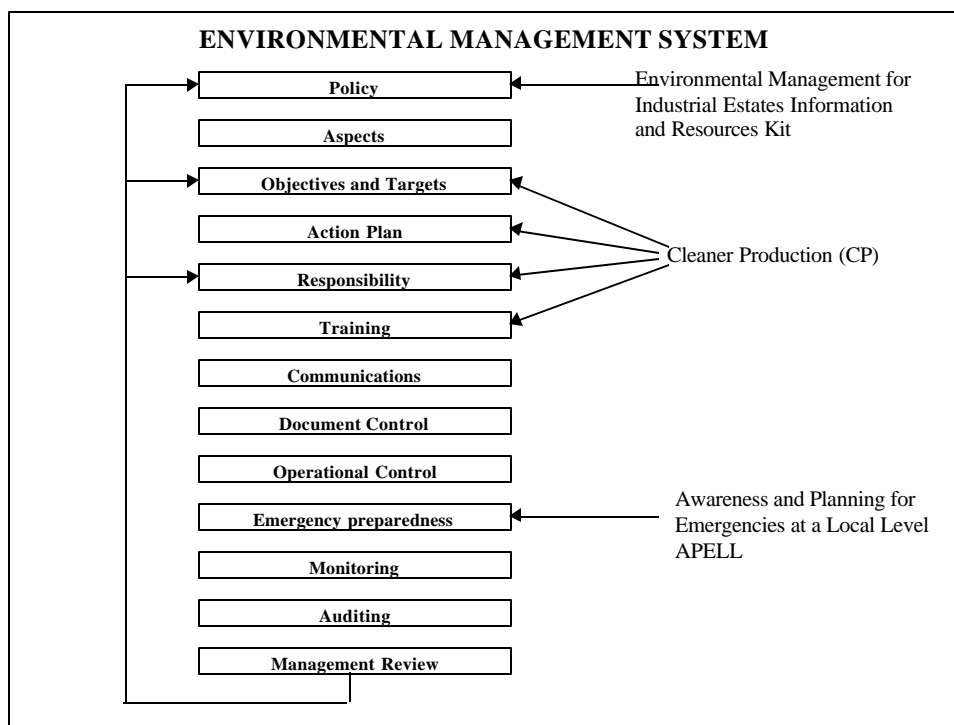 ENVIRONMENTAL MANAGEMENT SYSTEM
Policy
Environmental Management for
Industrial Estates Information
and Resources Kit
Aspects
Objectives and Targets
Action Plan
Cleaner Production (CP)
Responsibility
Training
Communications
Document Control
Operational Control
Emergency preparedness
Awareness and Planning for
Emergencies at a Local Level
APELL
Monitoring
Auditing
Management Review